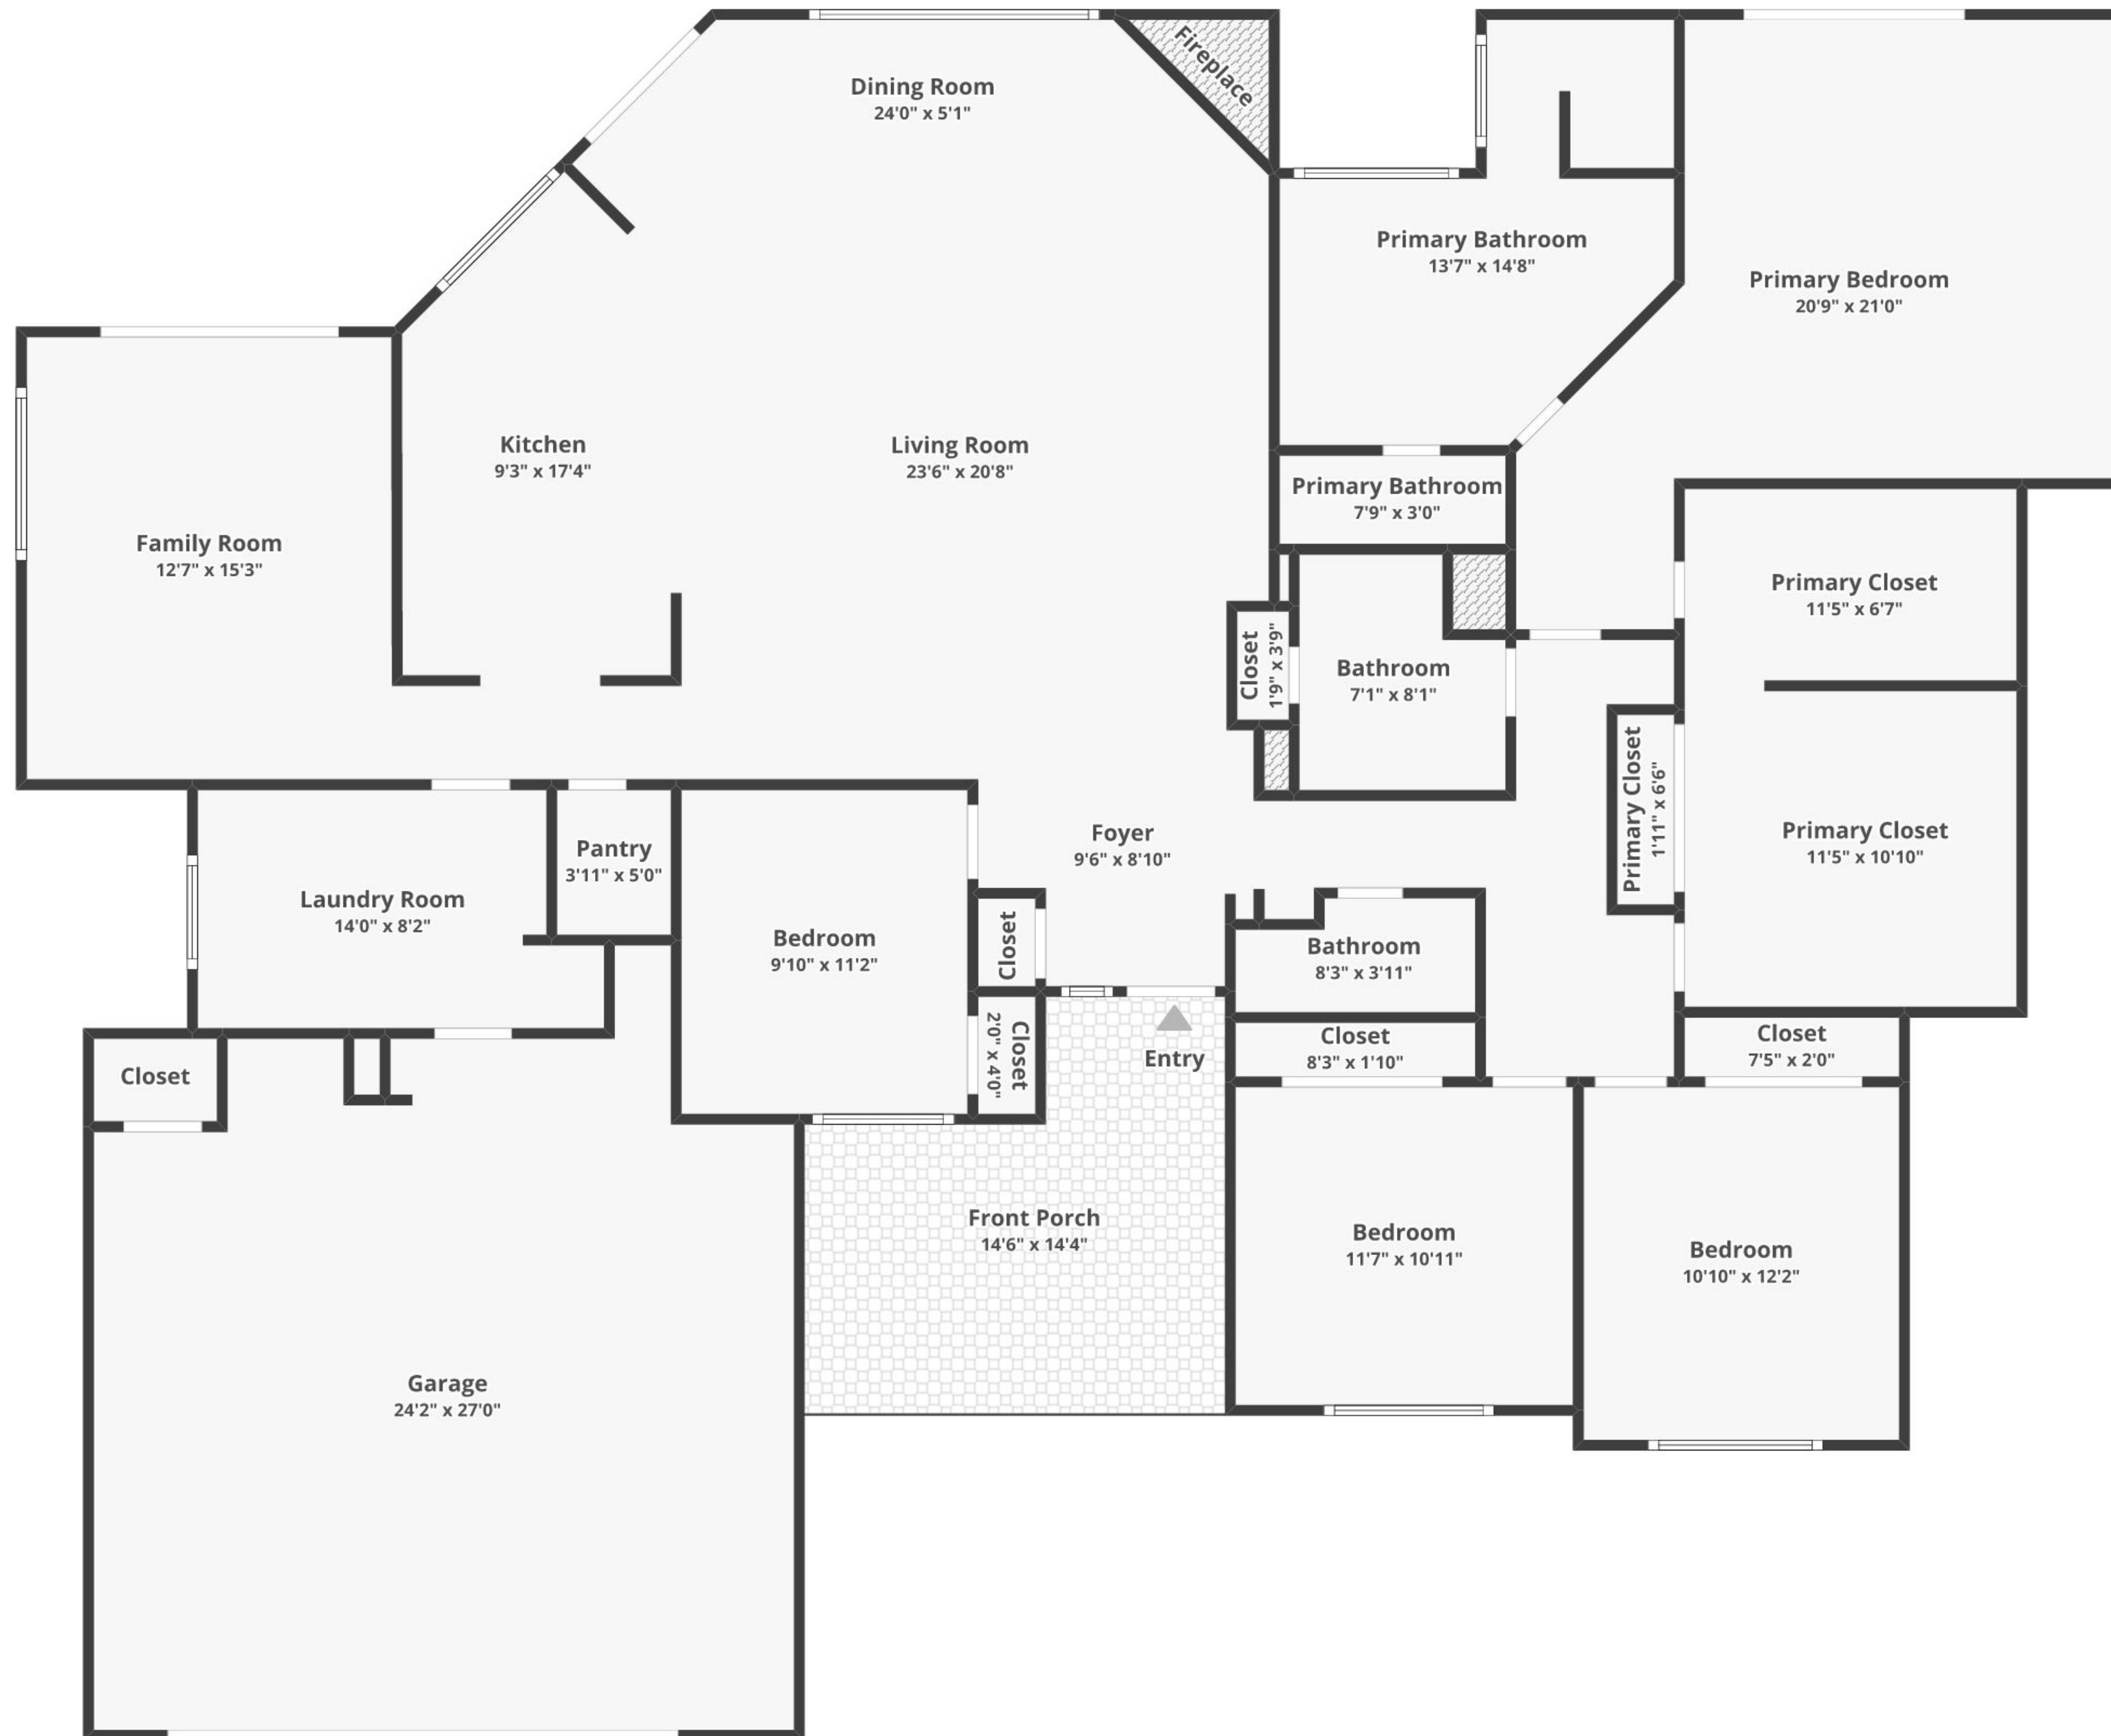 Fireplace
Dining Room
24'0" x 5'1"
Primary Bathroom
13'7" x 14'8"
Primary Bedroom
20'9" x 21'0"
Kitchen
9'3" x 17'4"
Living Room
23'6" x 20'8"
Primary Bathroom
7'9" x 3'0"
Family Room
12'7" x 15'3"
Primary Closet
11'5" x 6'7"
Closet
1'9" x 3'9"
Bathroom
7'1" x 8'1"
Primary Closet
1'11" x 6'6"
Primary Closet
11'5" x 10'10"
Foyer
9'6" x 8'10"
Pantry
3'11" x 5'0"
Laundry Room
14'0" x 8'2"
Bedroom
9'10" x 11'2"
Closet
Bathroom
8'3" x 3'11"
Closet
2'0" x 4'0"
Entry
Closet
8'3" x 1'10"
Closet
7'5" x 2'0"
Closet
Front Porch
14'6" x 14'4"
Bedroom
11'7" x 10'11"
Bedroom
10'10" x 12'2"
Garage
24'2" x 27'0"